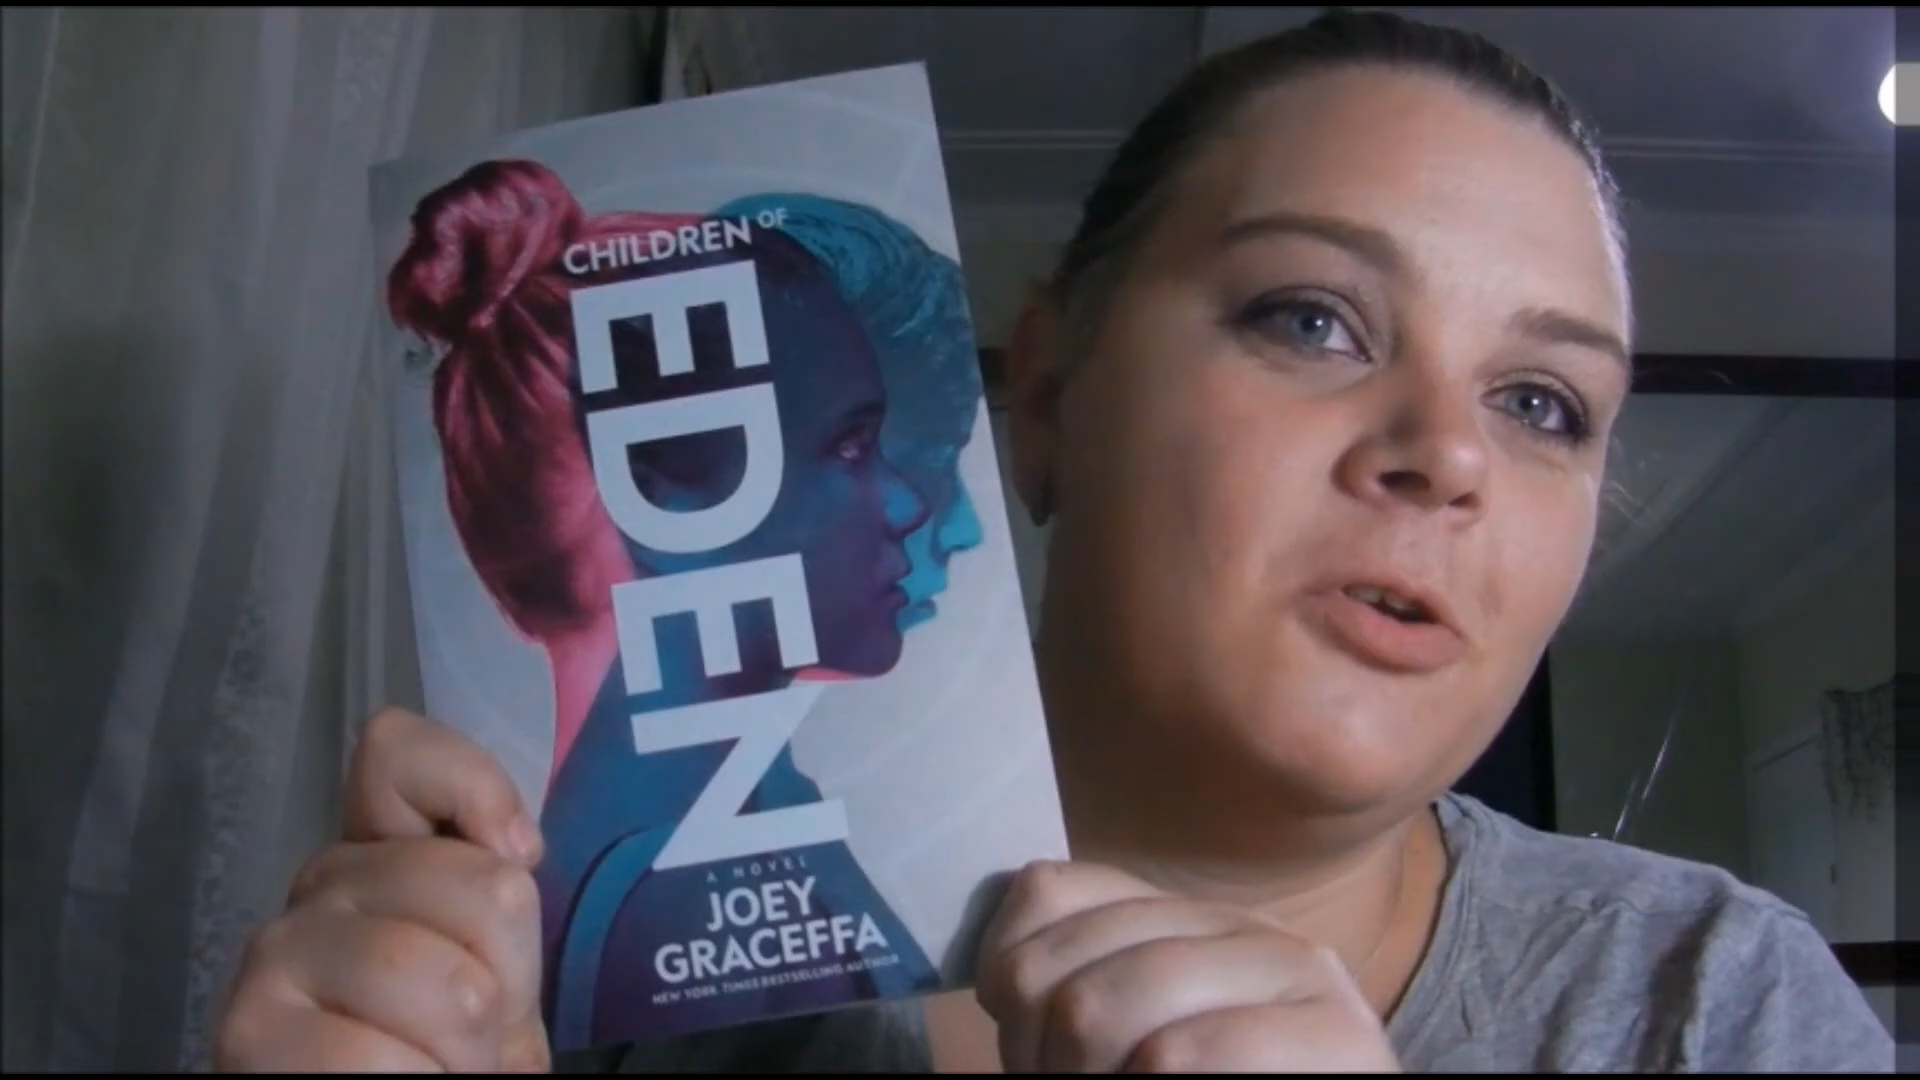 CHILDREN OF
EDEN
A NOVEL
JOEY
GRACEFFA
NEW YORK TIMES BESTSELLING AUTHOR